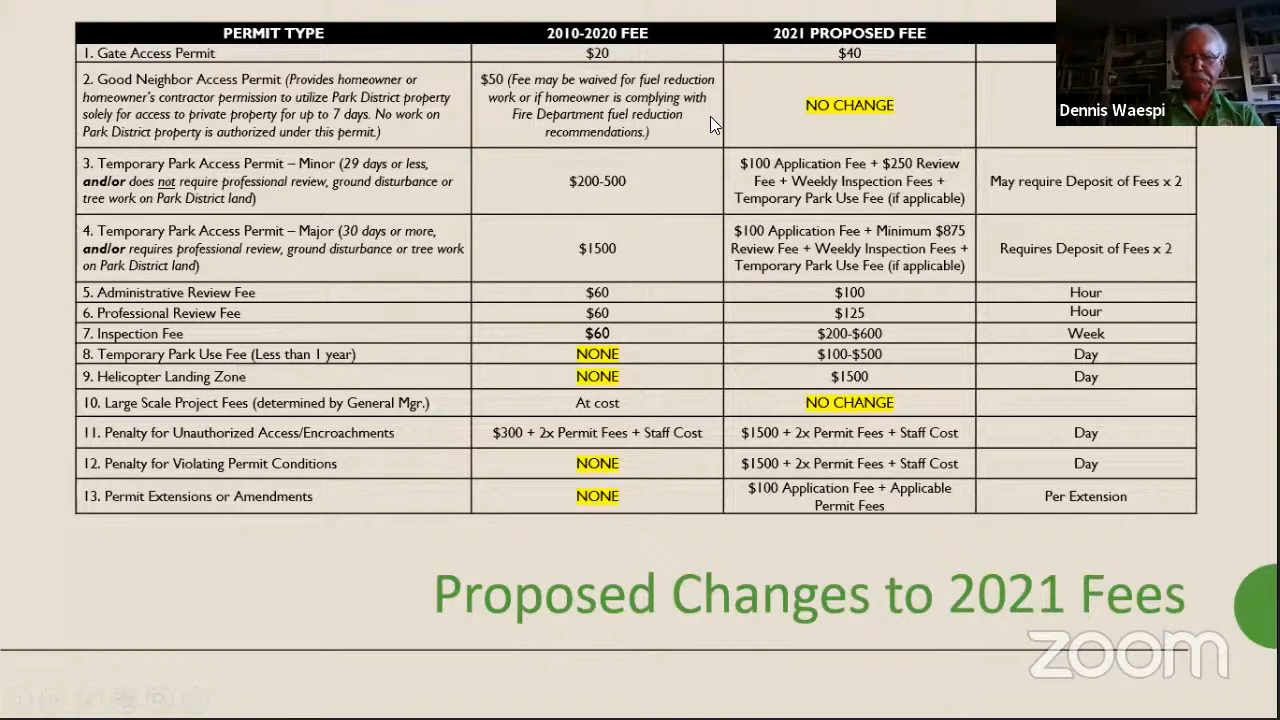 PERMIT TYPE 2010-2020 FEE 2021 PROPOSED FEE
1. Gate Access Permit $20 $40
2. Good Neighbor Access Permit (Provides homeowner or
homeowner's contractor permission to utilize Park District property
solely for access to private property for up to 7 days. No work on
Park District property is authorized under this permit.)
$50 (Fee may be waived for fuel reduction
work or if homeowner is complying with
Fire Department fuel reduction
recommendations.)
NO CHANGE
3. Temporary Park Access Permit – Minor (29 days or less,
and/or does not require professional review, ground disturbance or
tree work on Park District land)
$200-500
$100 Application Fee + $250 Review
Fee + Weekly Inspection Fees +
Temporary Park Use Fee (if applicable)
May require Deposit of Fees x 2
4. Temporary Park Access Permit – Major (30 days or more,
and/or requires professional review, ground disturbance or tree work
on Park District land)
$1500
$100 Application Fee + Minimum $875
Review Fee + Weekly Inspection Fees +
Temporary Park Use Fee (if applicable)
Requires Deposit of Fees x 2
5. Administrative Review Fee $60 $100 Hour
6. Professional Review Fee $60 $125 Hour
7. Inspection Fee $60 $200-$600 Week
8. Temporary Park Use Fee (Less than 1 year) NONE $100-$500 Day
9. Helicopter Landing Zone NONE $1500 Day
10. Large Scale Project Fees (determined by General Mgr.) At cost NO CHANGE
11. Penalty for Unauthorized Access/Encroachments $300 + 2x Permit Fees + Staff Cost $1500 + 2x Permit Fees + Staff Cost Day
12. Penalty for Violating Permit Conditions NONE $1500 + 2x Permit Fees + Staff Cost Day
13. Permit Extensions or Amendments NONE
$100 Application Fee + Applicable
Permit Fees
Per Extension
Dennis Waespi
Proposed Changes to 2021 Fees
zoom